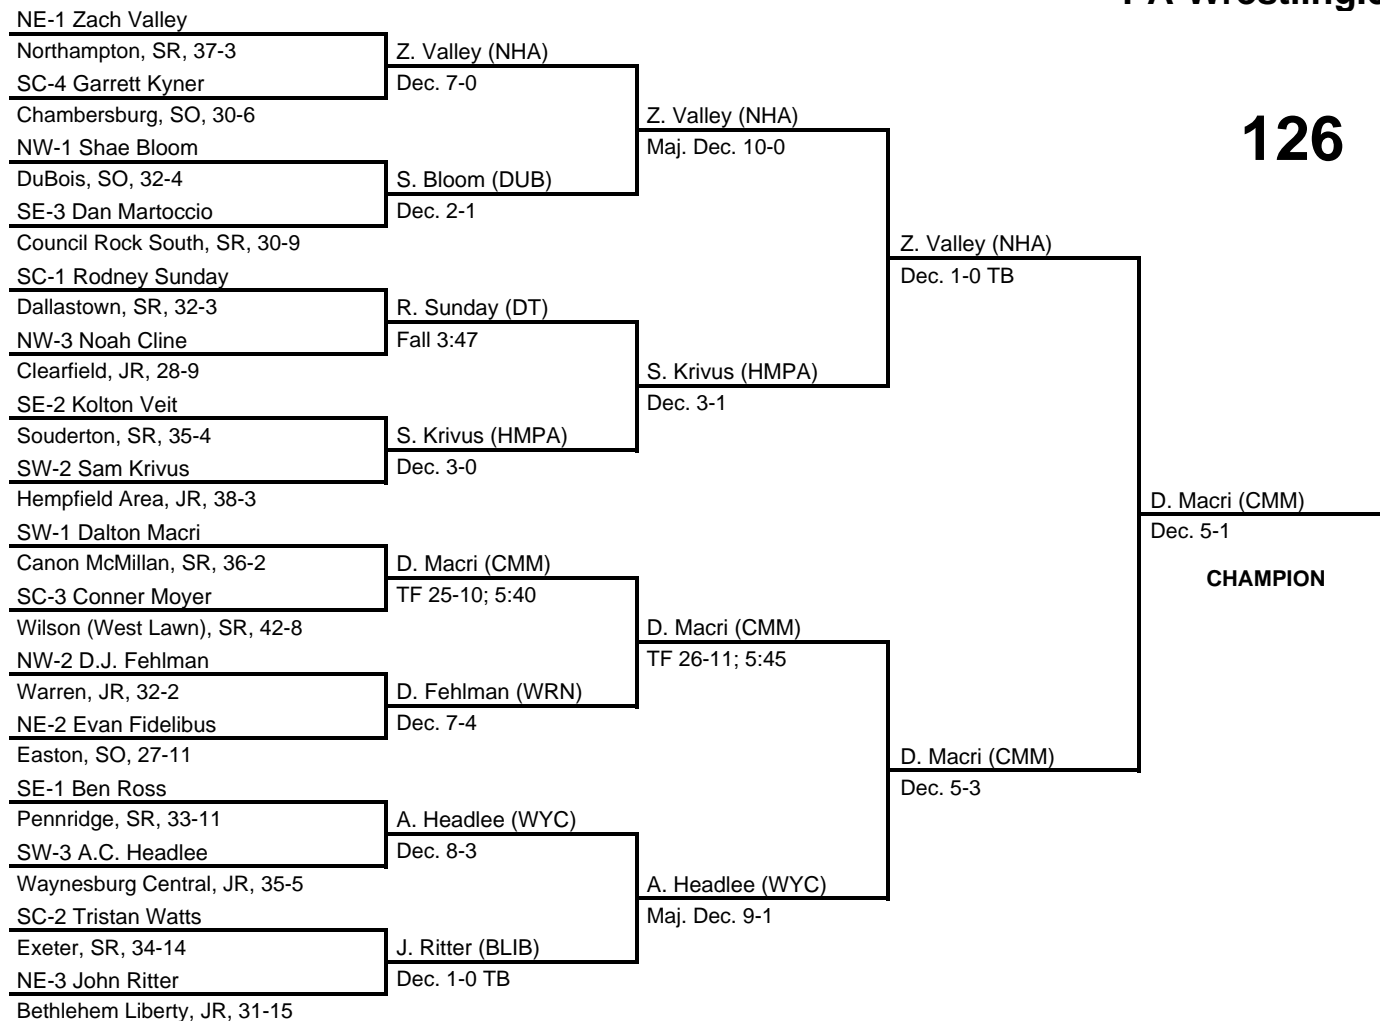 NE-1 Zach Valley
Northampton, SR, 37-3
SC-4 Garrett Kyner
Chambersburg, SO, 30-6
NW-1 Shae Bloom
DuBois, SO, 32-4
SE-3 Dan Martoccio
Council Rock South, SR, 30-9
SC-1 Rodney Sunday
Dallastown, SR, 32-3
NW-3 Noah Cline
Clearfield, JR, 28-9
SE-2 Kolton Veit
Souderton, SR, 35-4
SW-2 Sam Krivus
Hempfield Area, JR, 38-3
SW-1 Dalton Macri
Canon McMillan, SR, 36-2
SC-3 Conner Moyer
Wilson (West Lawn), SR, 42-8
NW-2 D.J. Fehlman
Warren, JR, 32-2
NE-2 Evan Fidelibus
Easton, SO, 27-11
SE-1 Ben Ross
Pennridge, SR, 33-11
SW-3 A.C. Headlee
Waynesburg Central, JR, 35-5
SC-2 Tristan Watts
Exeter, SR, 34-14
NE-3 John Ritter
Bethlehem Liberty, JR, 31-15
Z. Valley (NHA)
Dec. 7-0
S. Bloom (DUB)
Dec. 2-1
R. Sunday (DT)
Fall 3:47
S. Krivus (HMPA)
Dec. 3-0
D. Macri (CMM)
TF 25-10; 5:40
D. Fehlman (WRN)
Dec. 7-4
A. Headlee (WYC)
Dec. 8-3
J. Ritter (BLIB)
Dec. 1-0 TB
Z. Valley (NHA)
Maj. Dec. 10-0
S. Krivus (HMPA)
Dec. 3-1
D. Macri (CMM)
TF 26-11; 5:45
A. Headlee (WYC)
Maj. Dec. 9-1
Z. Valley (NHA)
Dec. 1-0 TB
D. Macri (CMM)
Dec. 5-3
126
D. Macri (CMM)
Dec. 5-1
CHAMPION